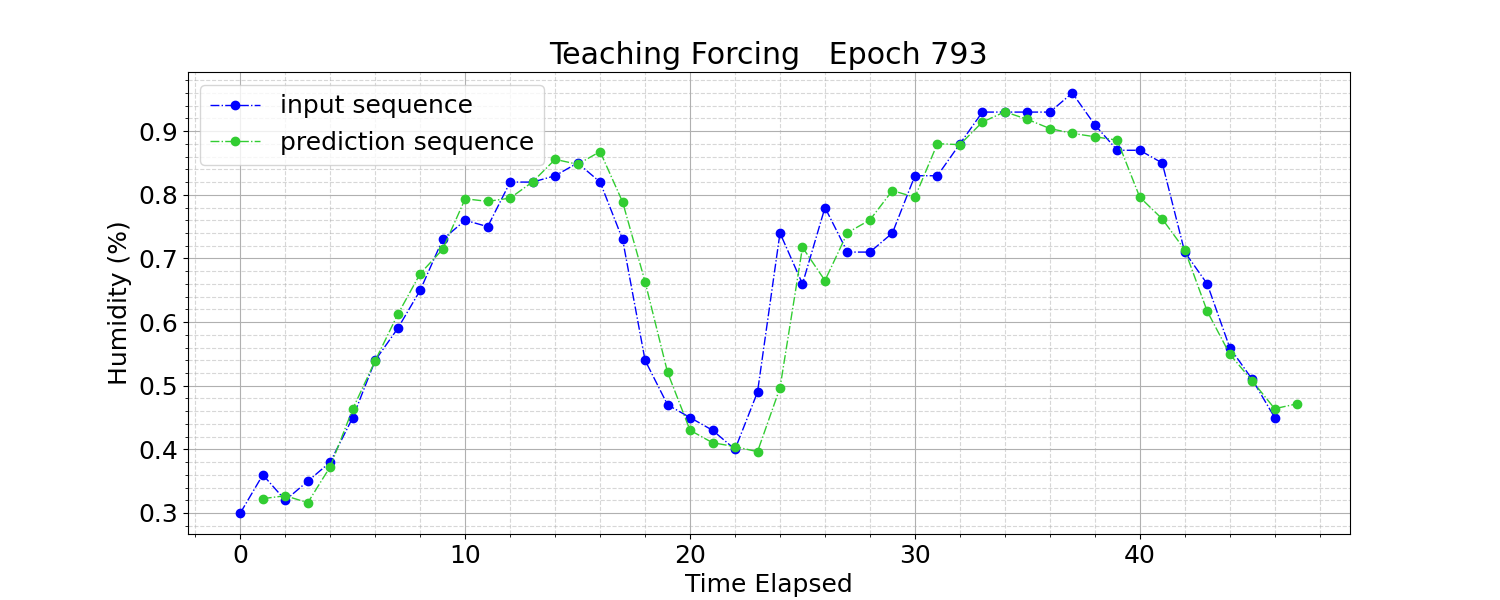 Teaching Forcing   Epoch 793
input sequence
prediction sequence
Humidity (%)
0.9
0.8
0.7
0.6
0.5
0.4
0.3
0 10 20 30 40
Time Elapsed